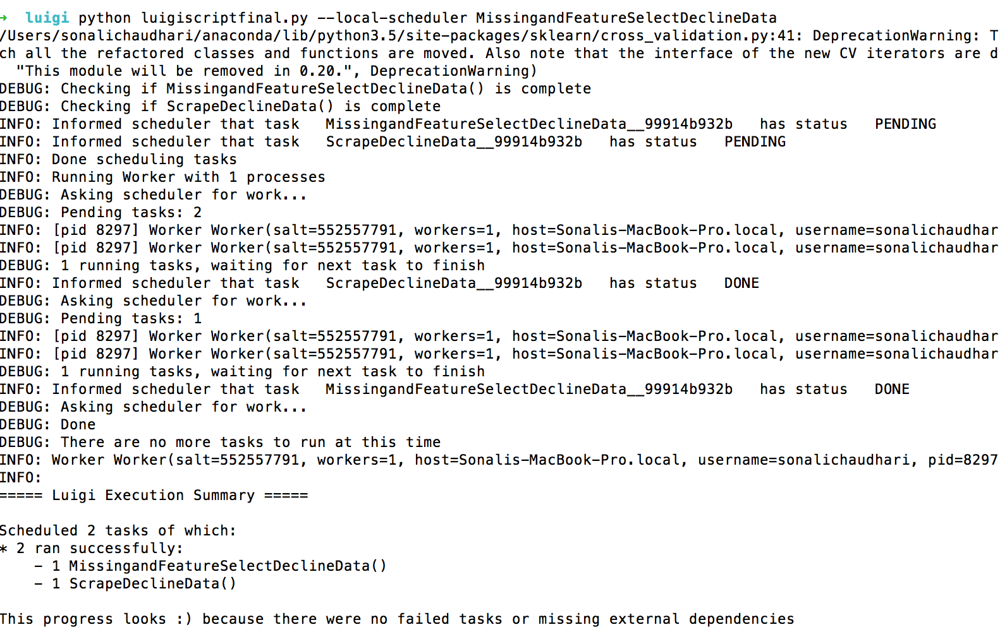 → luigi python luigiscriptfinal.py --local-scheduler MissingandFeatureSelectDeclineData
/Users/sonalichaudhari/anaconda/lib/python3.5/site-packages/sklearn/cross_validation.py:41: DeprecationWarning: T
ch all the refactored classes and functions are moved. Also note that the interface of the new CV iterators are d
"This module will be removed in 0.20.", DeprecationWarning)
DEBUG: Checking if MissingandFeatureSelectDeclineData() is complete
DEBUG: Checking if ScrapeDeclineData() is complete
INFO: Informed scheduler that task   MissingandFeatureSelectDeclineData__99914b932b   has status   PENDING
INFO: Informed scheduler that task   ScrapeDeclineData__99914b932b   has status   PENDING
INFO: Done scheduling tasks
INFO: Running Worker with 1 processes
DEBUG: Asking scheduler for work...
DEBUG: Pending tasks: 2
INFO: [pid 8297] Worker Worker(salt=552557791, workers=1, host=Sonalis-MacBook-Pro.local, username=sonalichaudhar
INFO: [pid 8297] Worker Worker(salt=552557791, workers=1, host=Sonalis-MacBook-Pro.local, username=sonalichaudhar
DEBUG: 1 running tasks, waiting for next task to finish
INFO: Informed scheduler that task   ScrapeDeclineData__99914b932b   has status   DONE
DEBUG: Asking scheduler for work...
DEBUG: Pending tasks: 1
INFO: [pid 8297] Worker Worker(salt=552557791, workers=1, host=Sonalis-MacBook-Pro.local, username=sonalichaudhar
INFO: [pid 8297] Worker Worker(salt=552557791, workers=1, host=Sonalis-MacBook-Pro.local, username=sonalichaudhar
DEBUG: 1 running tasks, waiting for next task to finish
INFO: Informed scheduler that task   MissingandFeatureSelectDeclineData__99914b932b   has status   DONE
DEBUG: Asking scheduler for work...
DEBUG: Done
DEBUG: There are no more tasks to run at this time
INFO: Worker Worker(salt=552557791, workers=1, host=Sonalis-MacBook-Pro.local, username=sonalichaudhari, pid=8297
INFO:
===== Luigi Execution Summary =====
Scheduled 2 tasks of which:
* 2 ran successfully:
- 1 MissingandFeatureSelectDeclineData()
- 1 ScrapeDeclineData()
This progress looks :) because there were no failed tasks or missing external dependencies